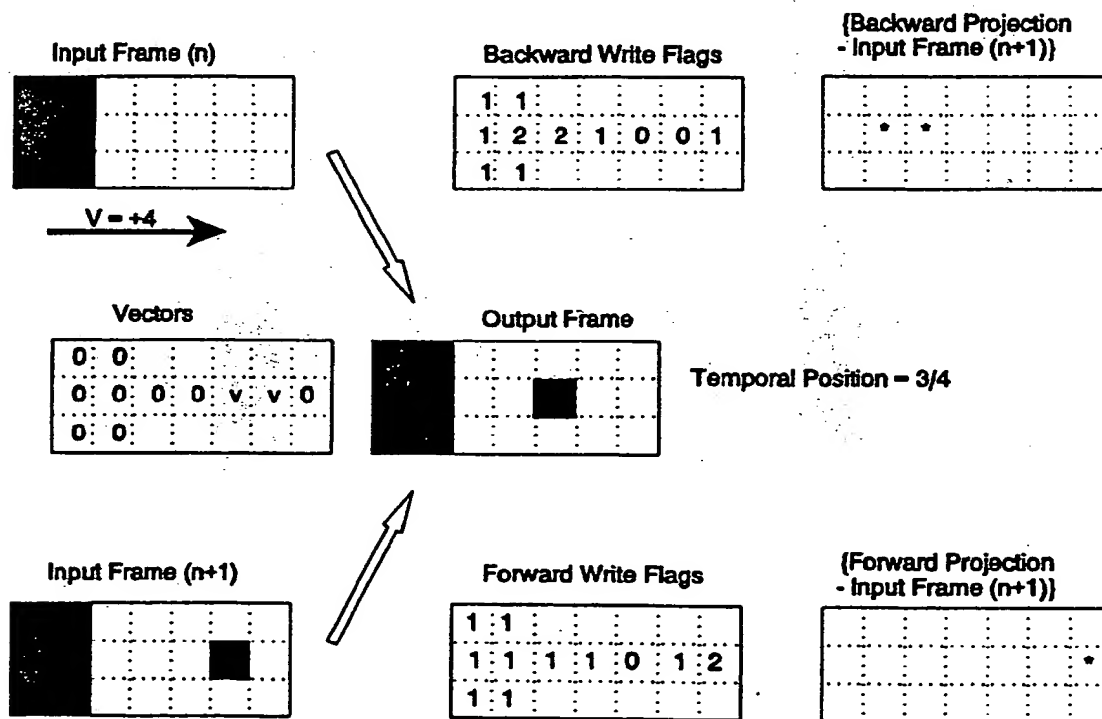 Input Frame (n)
Backward Write Flags
{Backward Projection
- Input Frame (n+1)}
1 1
1 2 2 1 0 0 1
1 1
* *
V = +4
Vectors
Output Frame
0 0
0 0 0 0 v v 0
0 0
Temporal Position = 3/4
Input Frame (n+1)
Forward Write Flags
{Forward Projection
- Input Frame (n+1)}
1 1
1 1 1 1 0 1 2
1 1
*